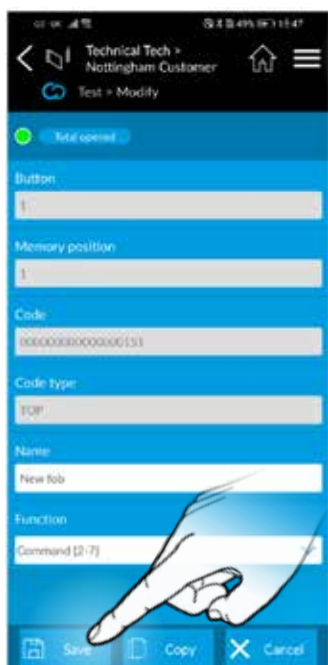 Technical Tech >
Nottingham Customer
Test > Modify
Total opened
Button
1
Memory position
1
Code
Code type
TOP
Name
New fob
Function
Command [2-7]
Save
Copy
Cancel